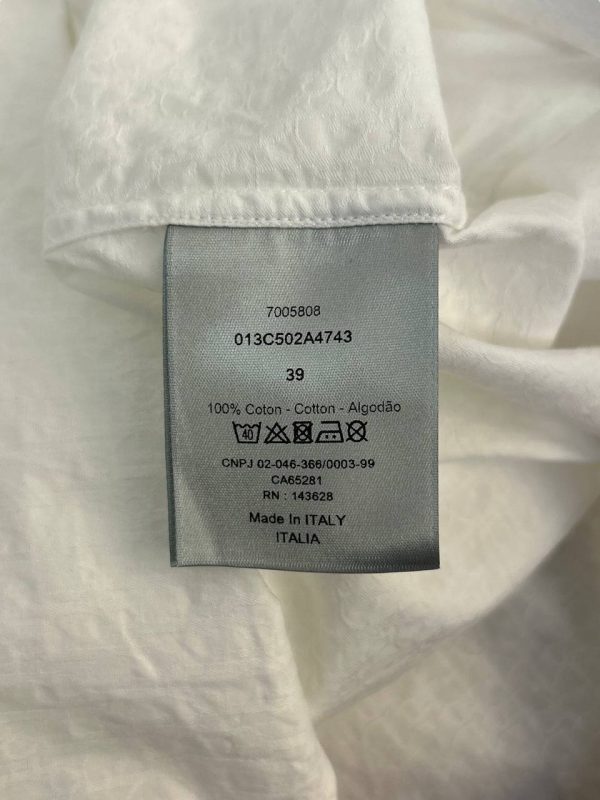 7005808
013C502A4743
39
100% Coton - Cotton - Algodão
40
CNPJ 02-046-366/0003-99
CA65281
RN : 143628
Made In ITALY
ITALIA